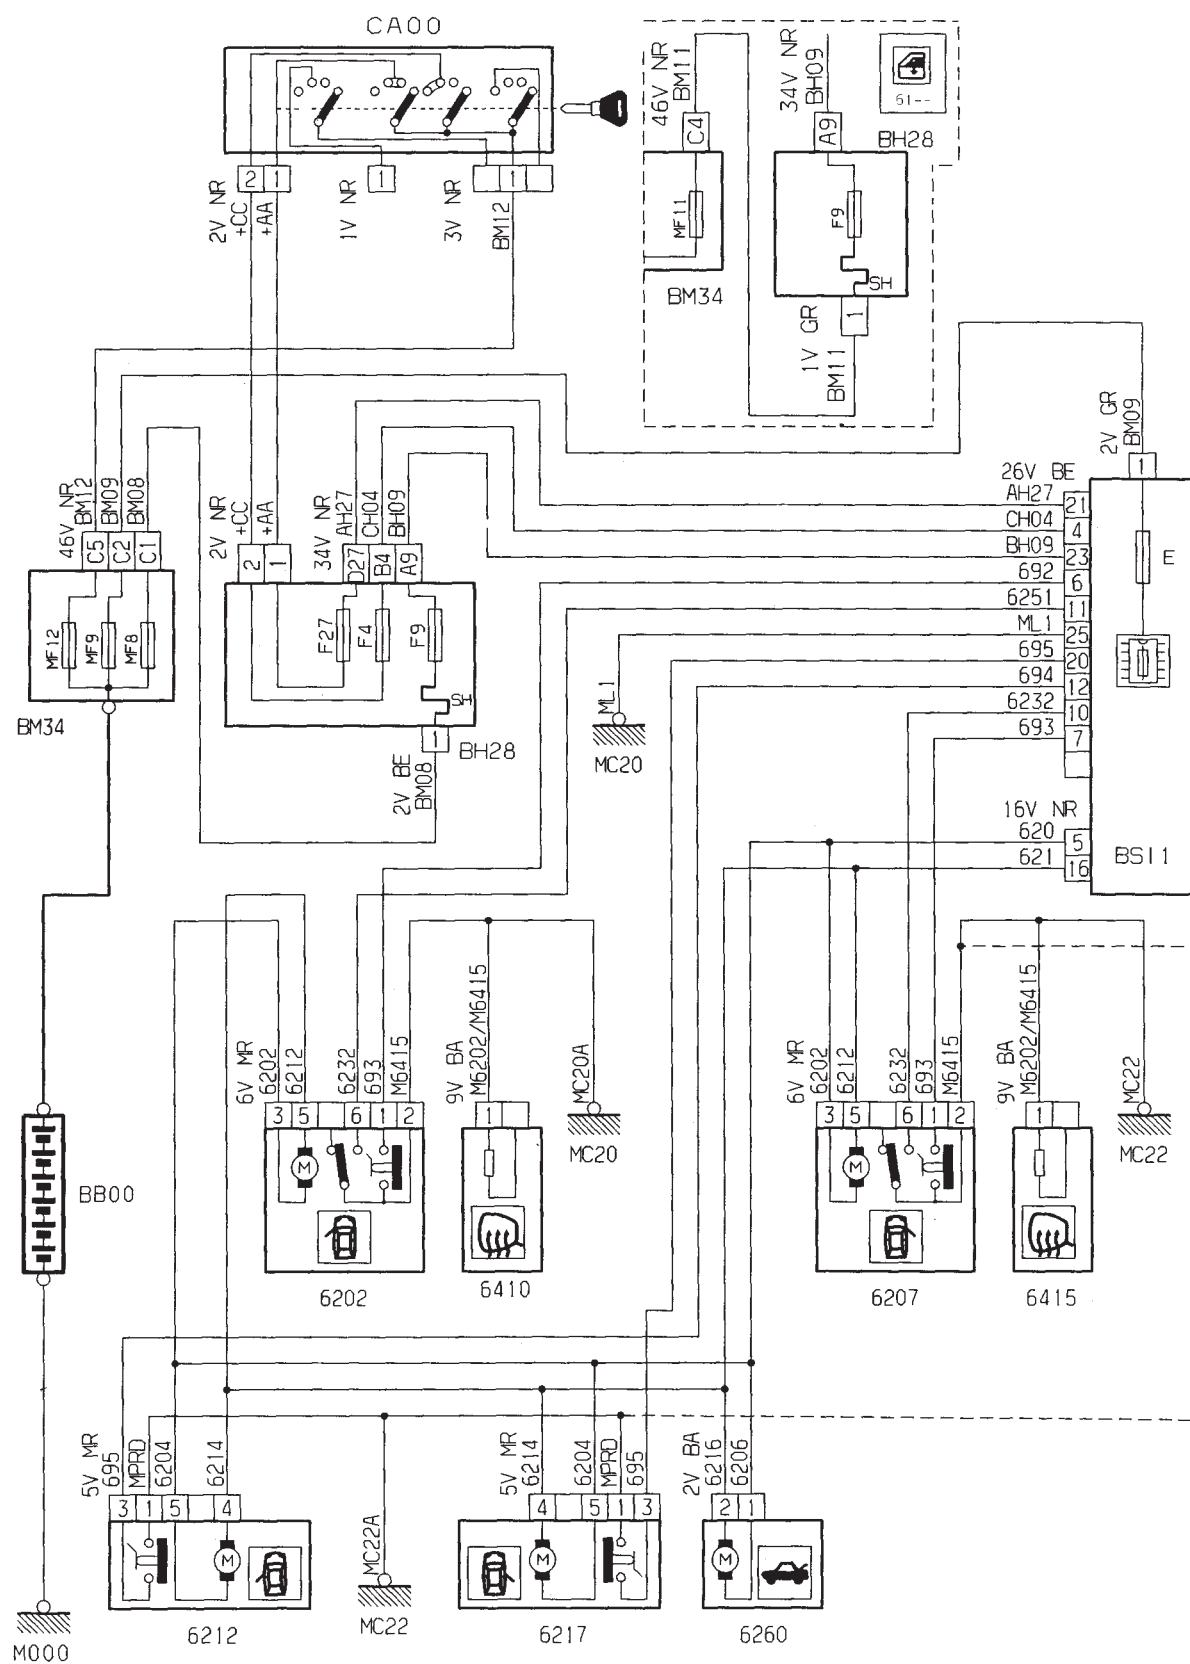 CA00
2 1
1
1
2V NR
+CC
+AA
1V NR
3V NR
BM12
46V NR
BM11
C4
MF11
BM34
34V NR
BH09
A9
61--
BH28
F9
SH
1
1V GR
BM11
2V GR
BM09
1
46V NR
BM12
BM09
BM08
C5 C2 C1
MF12
MF9
MF8
BM34
2V NR
+CC
+AA
2 1
34V NR
AH27
CH04
BH09
D27 B4 A9
F27
F4
F9
SH
1
BH28
2V BE
BM08
26V BE
AH27 21
CH04 4
BH09 23
692 6
6251 11
ML1 25
695 20
694 12
6232 10
693 7
E
ML1
MC20
16V NR
620 5
621 16
BSI1
6V MR
6202
6212
6232
693
M6415
3 5 6 1 2
M
6202
9V BA
M6202/M6415
1
6410
MC20A
MC20
6V MR
6202
6212
6232
693
M6415
3 5 6 1 2
M
6207
9V BA
M6202/M6415
1
6415
MC22
MC22
BB00
M000
5V MR
695
MPRD
6204
6214
3 1 5 4
M
6212
MC22A
MC22
5V MR
6214
6204
MPRD
695
4 5 1 3
M
6217
2V BA
6216
6206
2 1
M
6260